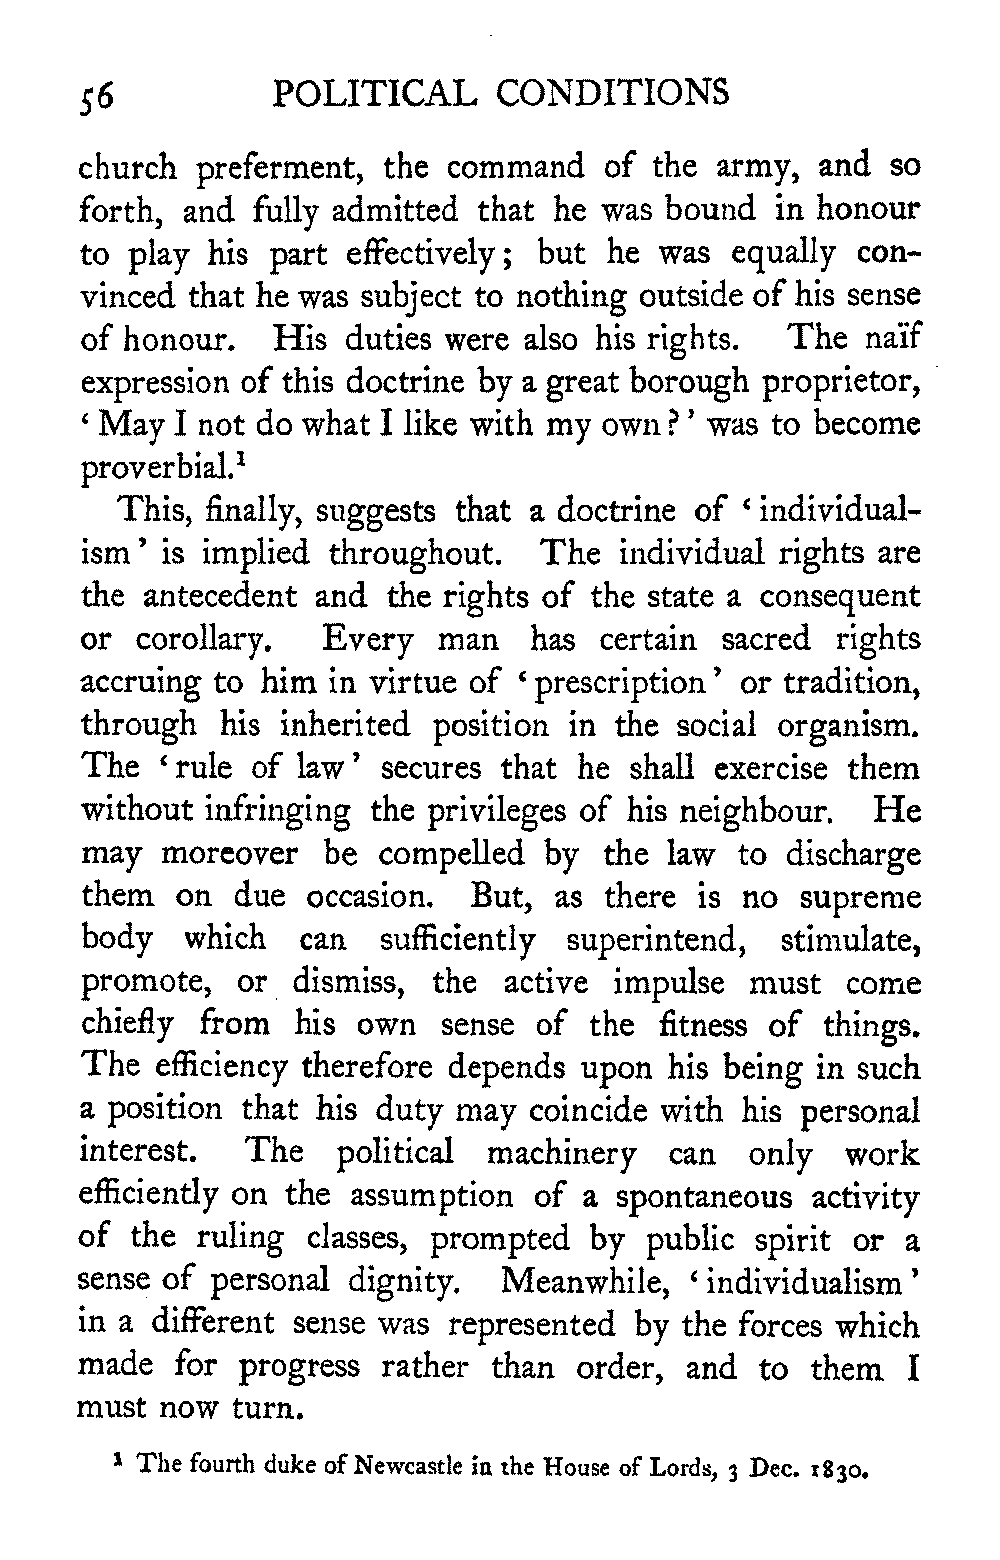 56 POLITICAL CONDITIONS
church preferment, the command of the army, and so
forth, and fully admitted that he was bound in honour
to play his part effectively; but he was equally con-
vinced that he was subject to nothing outside of his sense
of honour. His duties were also his rights. The naïf
expression of this doctrine by a great borough proprietor,
‘May I not do what I like with my own?’ was to become
proverbial.¹
This, finally, suggests that a doctrine of ‘individual-
ism’ is implied throughout. The individual rights are
the antecedent and the rights of the state a consequent
or corollary. Every man has certain sacred rights
accruing to him in virtue of ‘prescription’ or tradition,
through his inherited position in the social organism.
The ‘rule of law’ secures that he shall exercise them
without infringing the privileges of his neighbour. He
may moreover be compelled by the law to discharge
them on due occasion. But, as there is no supreme
body which can sufficiently superintend, stimulate,
promote, or dismiss, the active impulse must come
chiefly from his own sense of the fitness of things.
The efficiency therefore depends upon his being in such
a position that his duty may coincide with his personal
interest. The political machinery can only work
efficiently on the assumption of a spontaneous activity
of the ruling classes, prompted by public spirit or a
sense of personal dignity. Meanwhile, ‘individualism’
in a different sense was represented by the forces which
made for progress rather than order, and to them I
must now turn.
¹ The fourth duke of Newcastle in the House of Lords, 3 Dec. 1830.